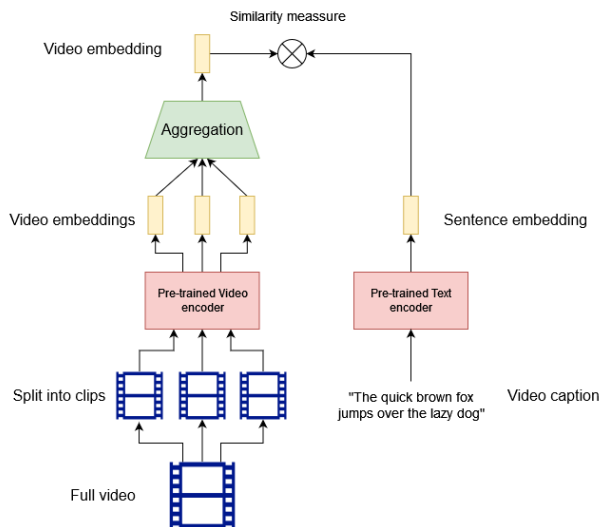 Similarity meassure
Video embedding
Aggregation
Video embeddings
Sentence embedding
Pre-trained Video
encoder
Pre-trained Text
encoder
Split into clips
"The quick brown fox
jumps over the lazy dog"
Video caption
Full video